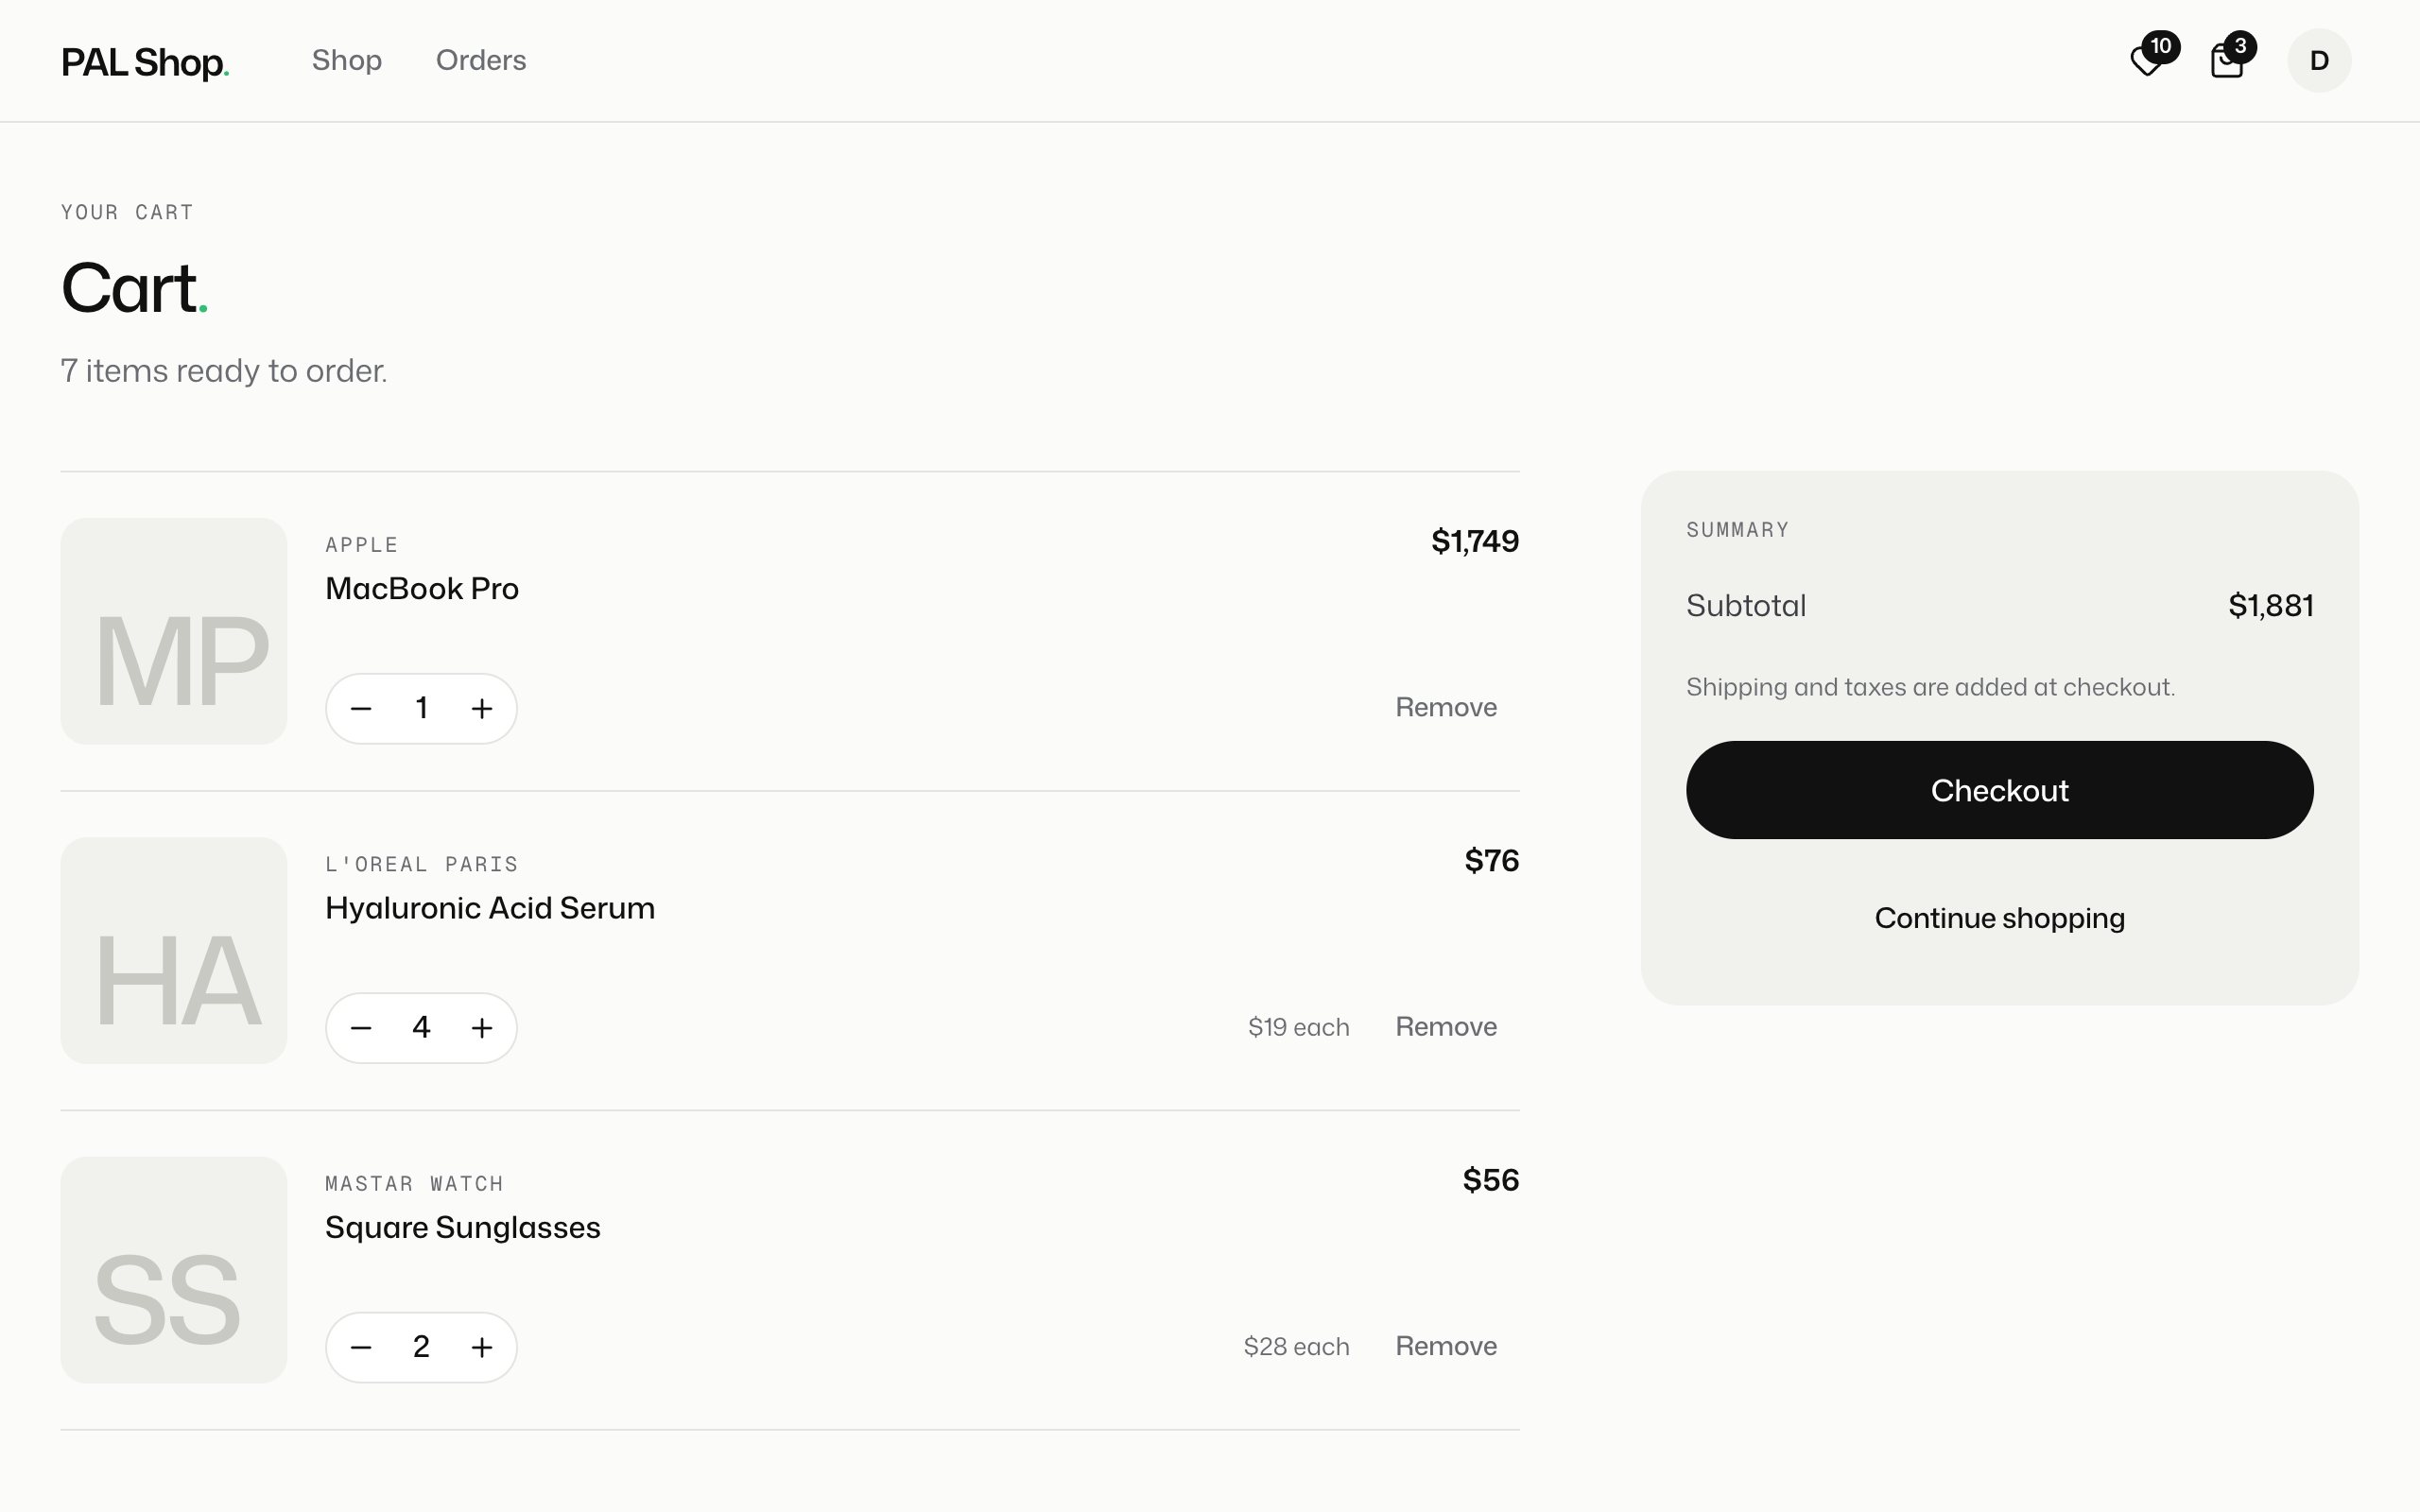 PAL Shop.
Shop
Orders
10
3
D
YOUR CART
Cart.
7 items ready to order.
MP
APPLE
MacBook Pro
$1,749
− 1 +
Remove
HA
L'OREAL PARIS
Hyaluronic Acid Serum
$76
− 4 +
$19 each
Remove
SS
MASTAR WATCH
Square Sunglasses
$56
− 2 +
$28 each
Remove
SUMMARY
Subtotal $1,881
Shipping and taxes are added at checkout.
Checkout
Continue shopping